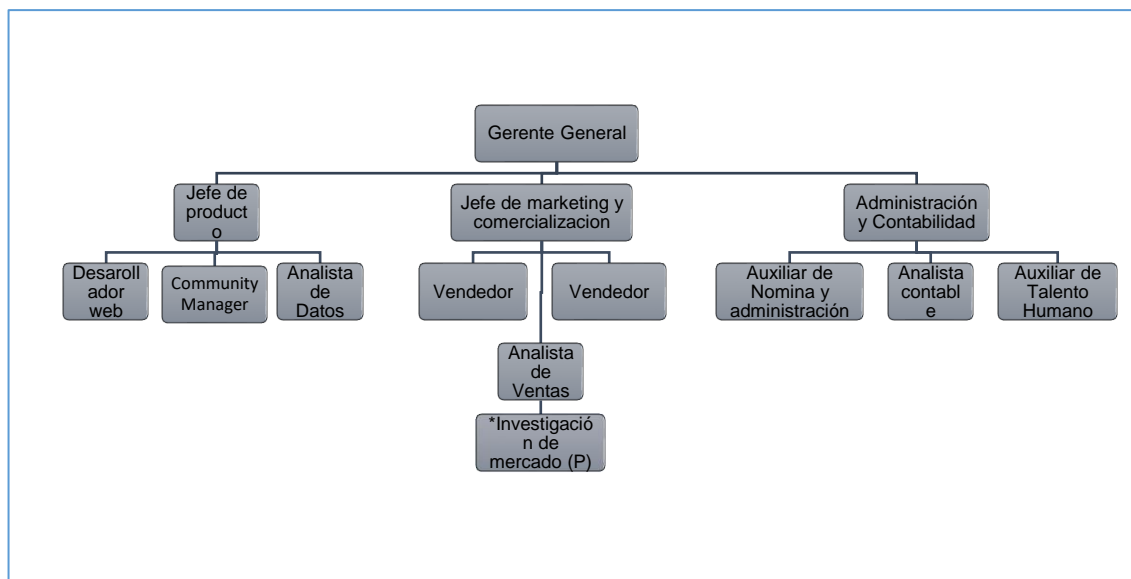 Gerente General
Jefe de
product
o
Jefe de marketing y
comercializacion
Administración
y Contabilidad
Desaroll
ador
web
Community
Manager
Analista
de
Datos
Vendedor
Vendedor
Auxiliar de
Nomina y
administración
Analista
contabl
e
Auxiliar de
Talento
Humano
Analista
de
Ventas
*Investigació
n de
mercado (P)